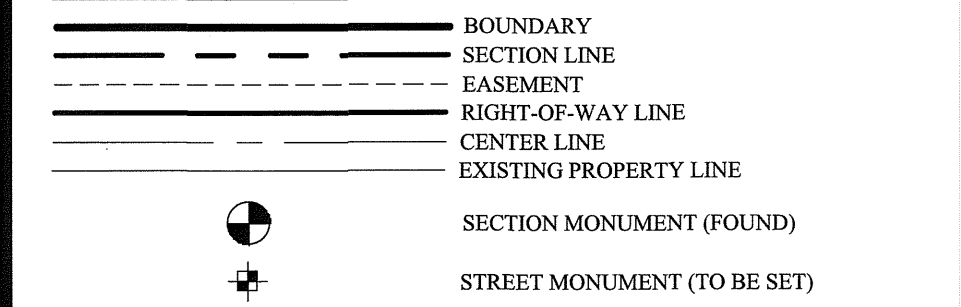 BOUNDARY
SECTION LINE
EASEMENT
RIGHT-OF-WAY LINE
CENTER LINE
EXISTING PROPERTY LINE
SECTION MONUMENT (FOUND)
STREET MONUMENT (TO BE SET)